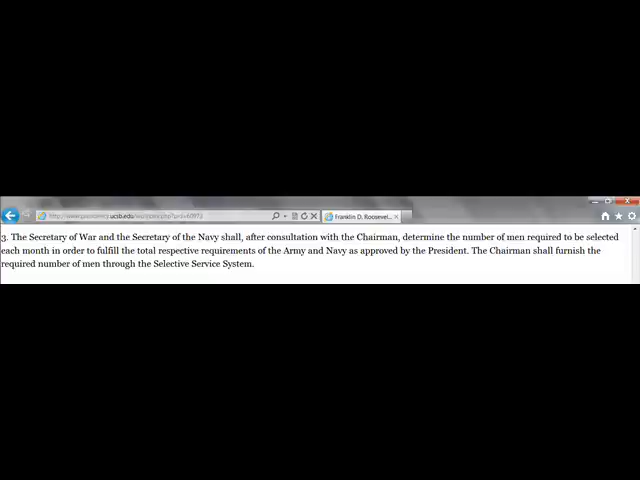 Franklin D. Roosevel...
3. The Secretary of War and the Secretary of the Navy shall, after consultation with the Chairman, determine the number of men required to be selected
each month in order to fulfill the total respective requirements of the Army and Navy as approved by the President. The Chairman shall furnish the
required number of men through the Selective Service System.